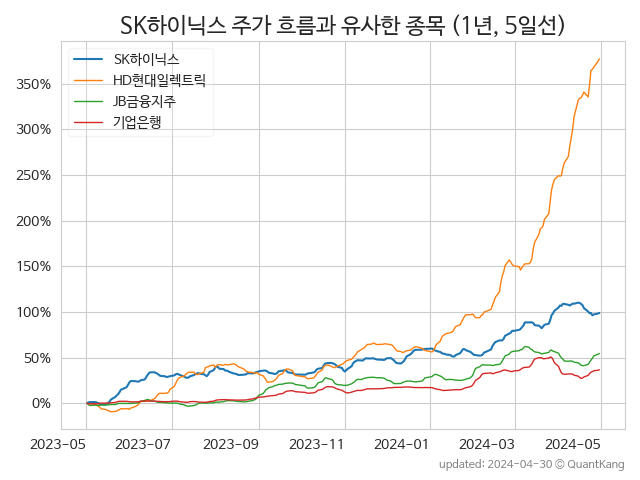 SK하이닉스 주가 흐름과 유사한 종목 (1년, 5일선)
SK하이닉스
HD현대일렉트릭
JB금융지주
기업은행
350%
300%
250%
200%
150%
100%
50%
0%
2023-05 2023-07 2023-09 2023-11 2024-01 2024-03 2024-05
updated: 2024-04-30 © QuantKang